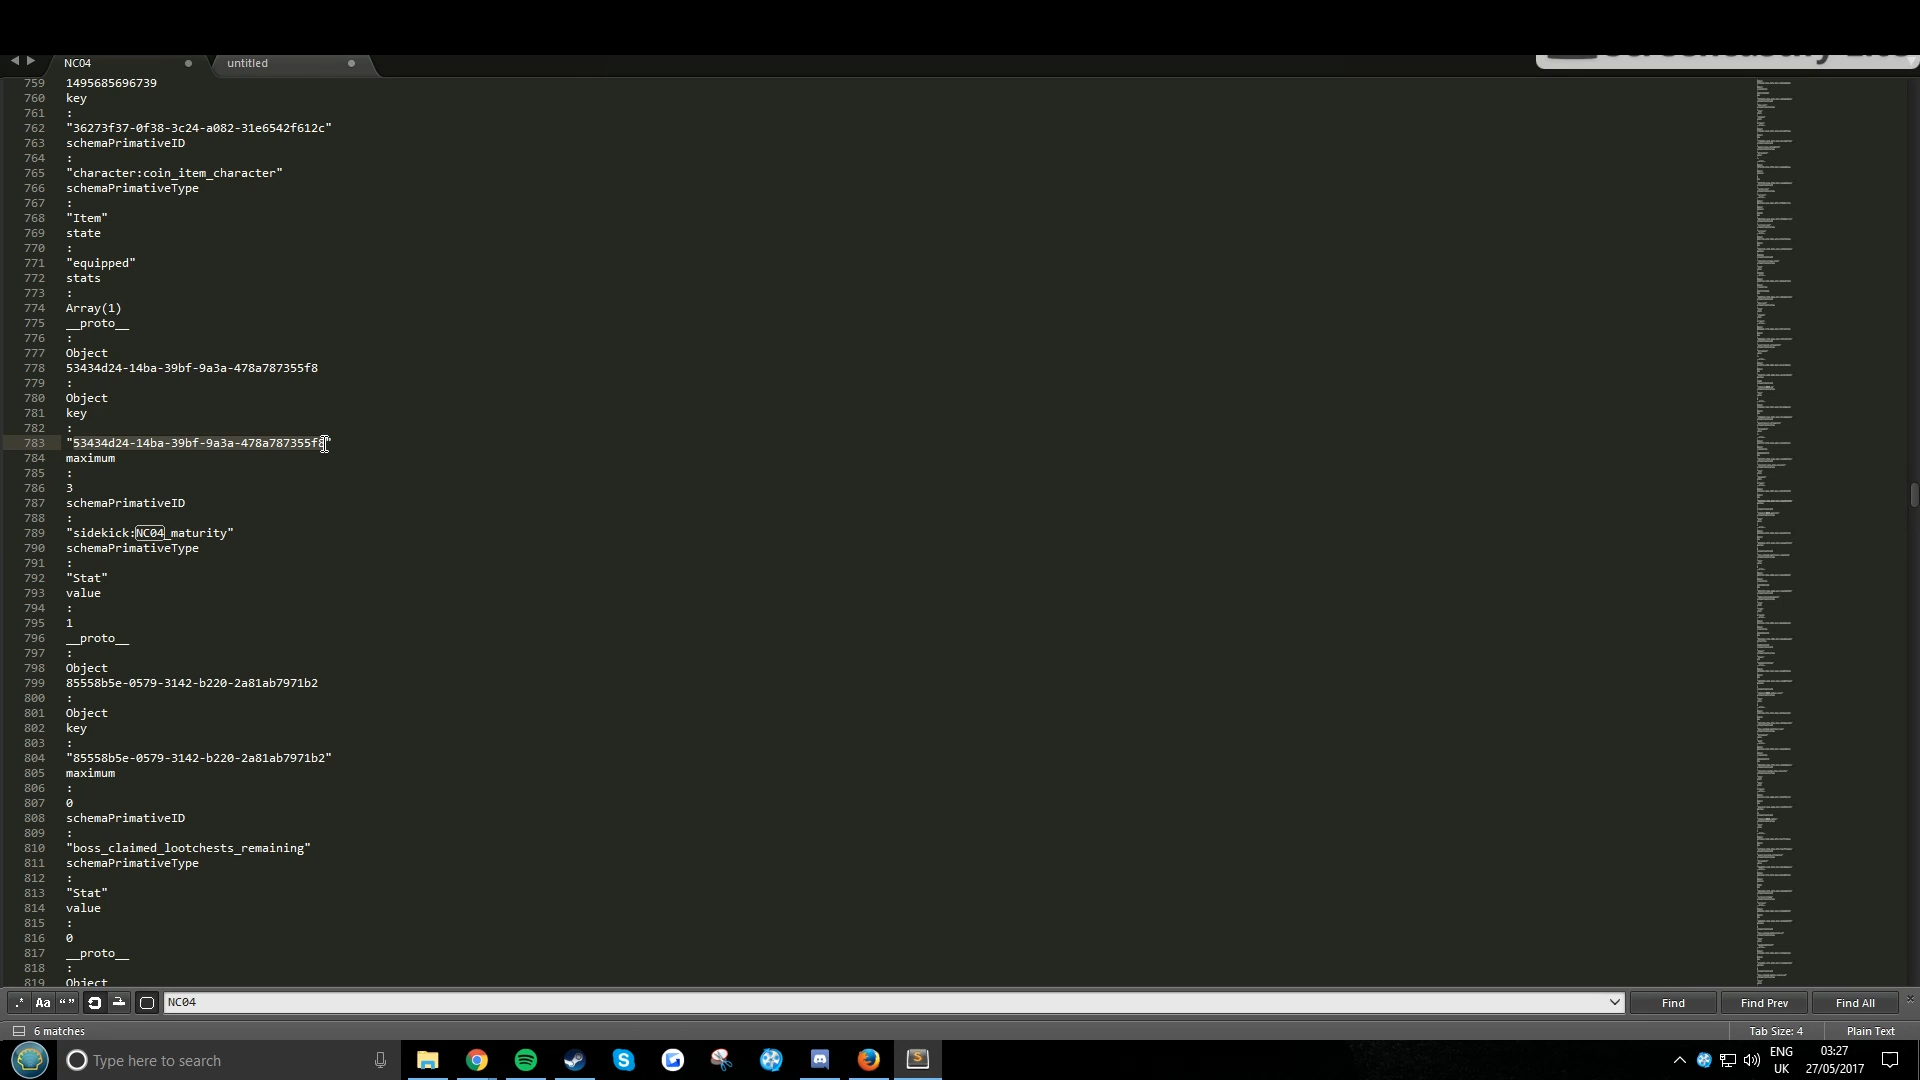 NC04
untitled
759 1495685696739
760 key
761 :
762 "36273f37-0f38-3c24-a082-31e6542f612c"
763 schemaPrimativeID
764 :
765 "character:coin_item_character"
766 schemaPrimativeType
767 :
768 "Item"
769 state
770 :
771 "equipped"
772 stats
773 :
774 Array(1)
775 __proto__
776 :
777 Object
778 53434d24-14ba-39bf-9a3a-478a787355f8
779 :
780 Object
781 key
782 :
783 "53434d24-14ba-39bf-9a3a-478a787355f8"
784 maximum
785 :
786 3
787 schemaPrimativeID
788 :
789 "sidekick:NC04_maturity"
790 schemaPrimativeType
791 :
792 "Stat"
793 value
794 :
795 1
796 __proto__
797 :
798 Object
799 85558b5e-0579-3142-b220-2a81ab7971b2
800 :
801 Object
802 key
803 :
804 "85558b5e-0579-3142-b220-2a81ab7971b2"
805 maximum
806 :
807 0
808 schemaPrimativeID
809 :
810 "boss_claimed_lootchests_remaining"
811 schemaPrimativeType
812 :
813 "Stat"
814 value
815 :
816 0
817 __proto__
818 :
819 Object
.* Aa “” NC04 Find Find Prev Find All
6 matches Tab Size: 4 Plain Text
Type here to search
ENG 03:27
UK 27/05/2017